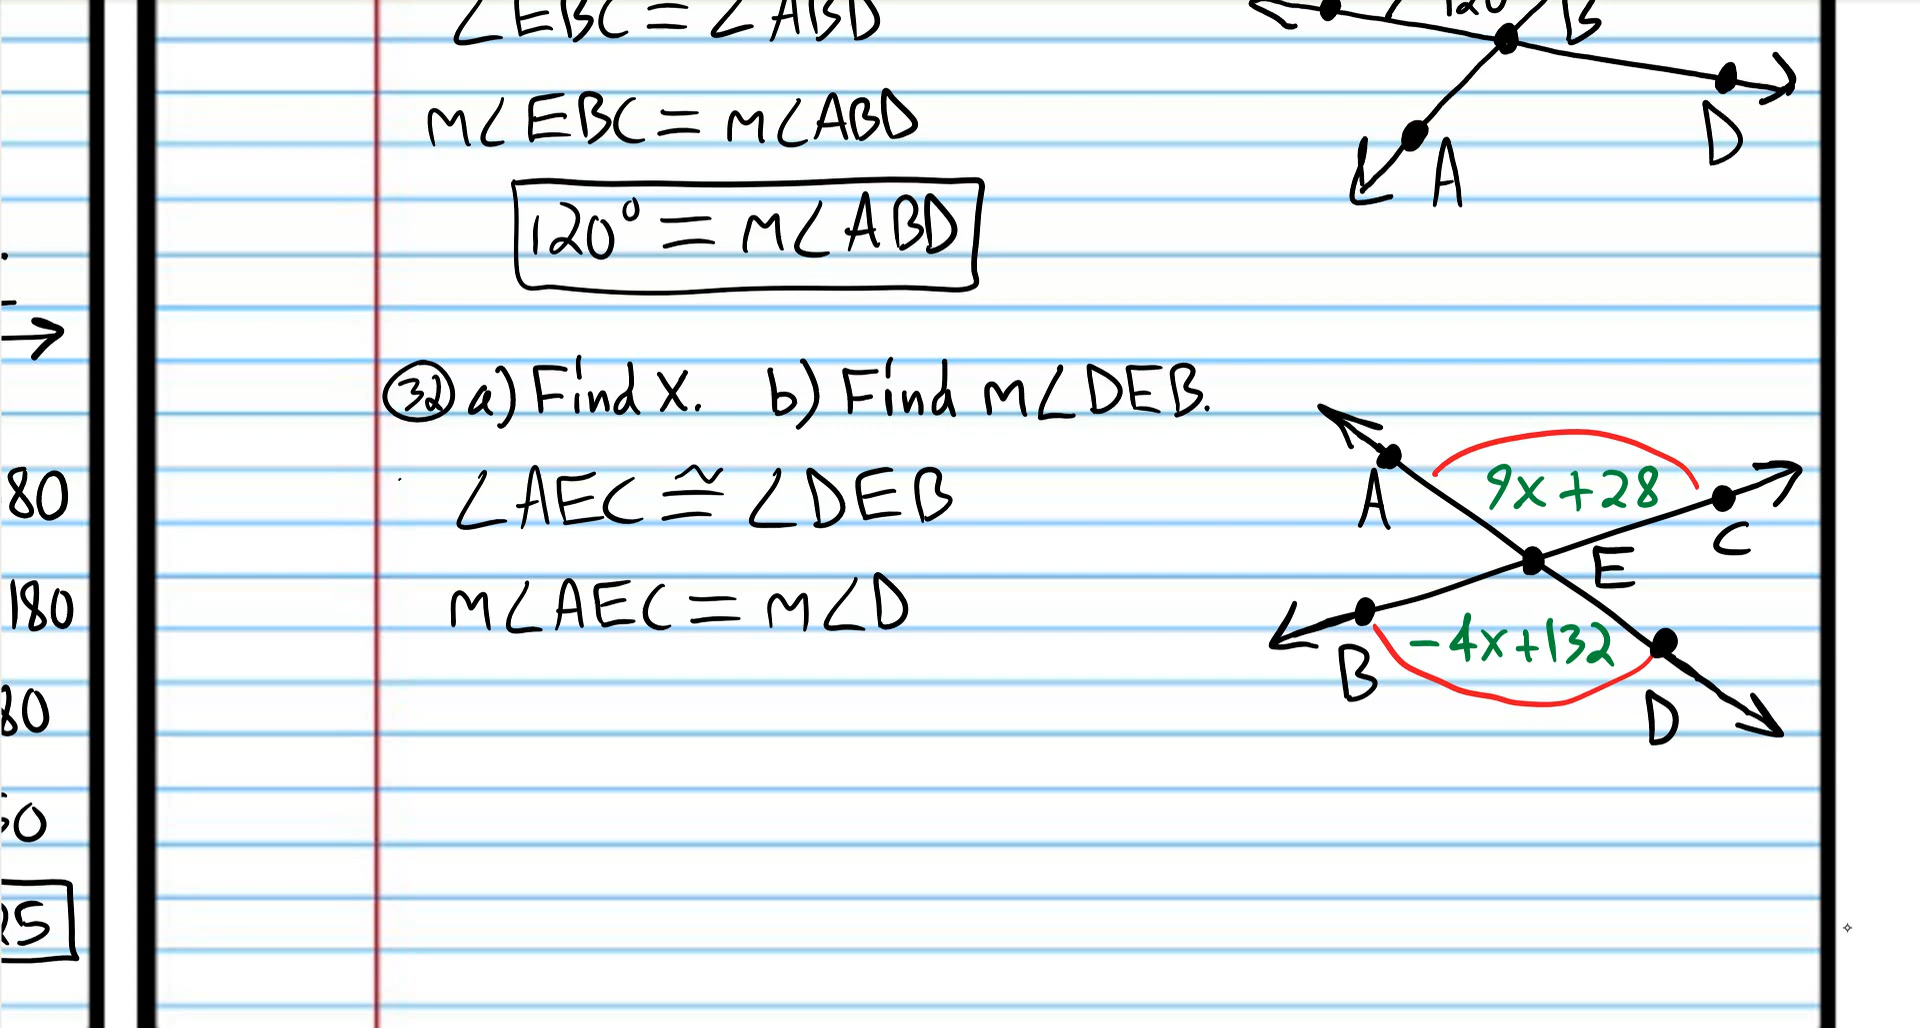 ∠EBC = ∠ABD
m∠EBC = m∠ABD
120° = m∠ABD
120
B
D
A
32 a) Find x. b) Find m∠DEB.
∠AEC ≅ ∠DEB
m∠AEC = m∠D
A
9x+28
C
E
B
-4x+132
D
80
180
80